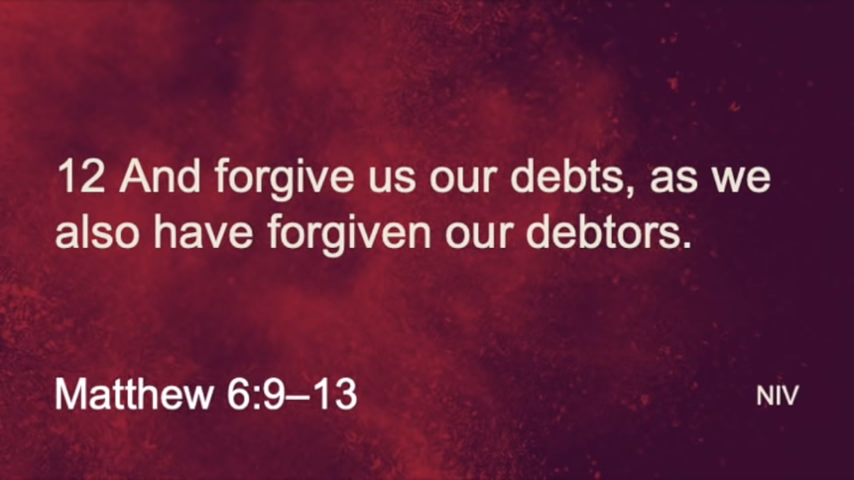 12 And forgive us our debts, as we
also have forgiven our debtors.
Matthew 6:9–13
NIV